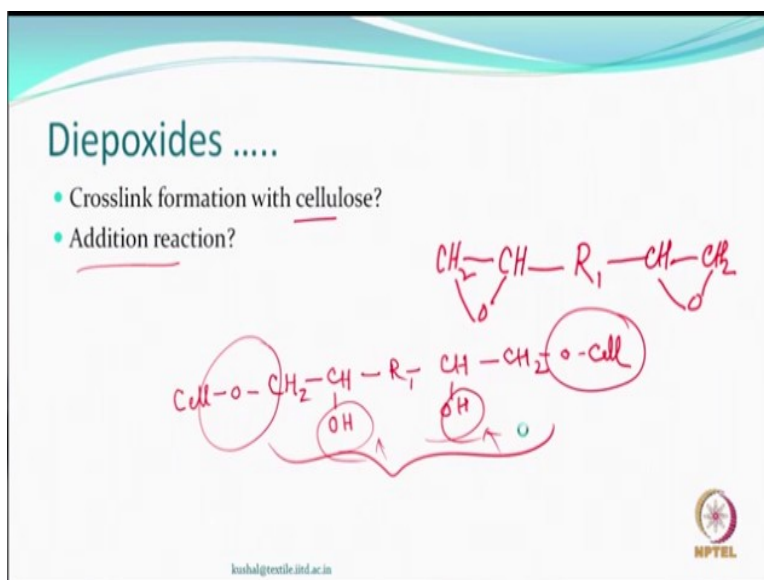 Diepoxides .....
• Crosslink formation with cellulose?
• Addition reaction?
CH2—CH—R1—CH—CH2
O O
Cell-O-CH2-CH-R1-CH-CH2-O-Cell
OH OH
O
NPTEL
kushal@textile.iitd.ac.in